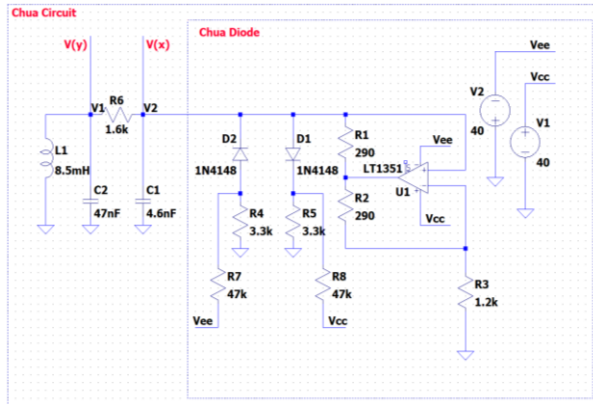 Chua Circuit
Chua Diode
V(y)
V(x)
Vee
Vcc
V2
40
V1
40
V1
R6
1.6k
V2
L1
8.5mH
C2
47nF
C1
4.6nF
D2
1N4148
D1
1N4148
R1
290
LT1351
U1
Vee
Vcc
R2
290
R4
3.3k
R5
3.3k
R7
47k
R8
47k
Vee
Vcc
R3
1.2k